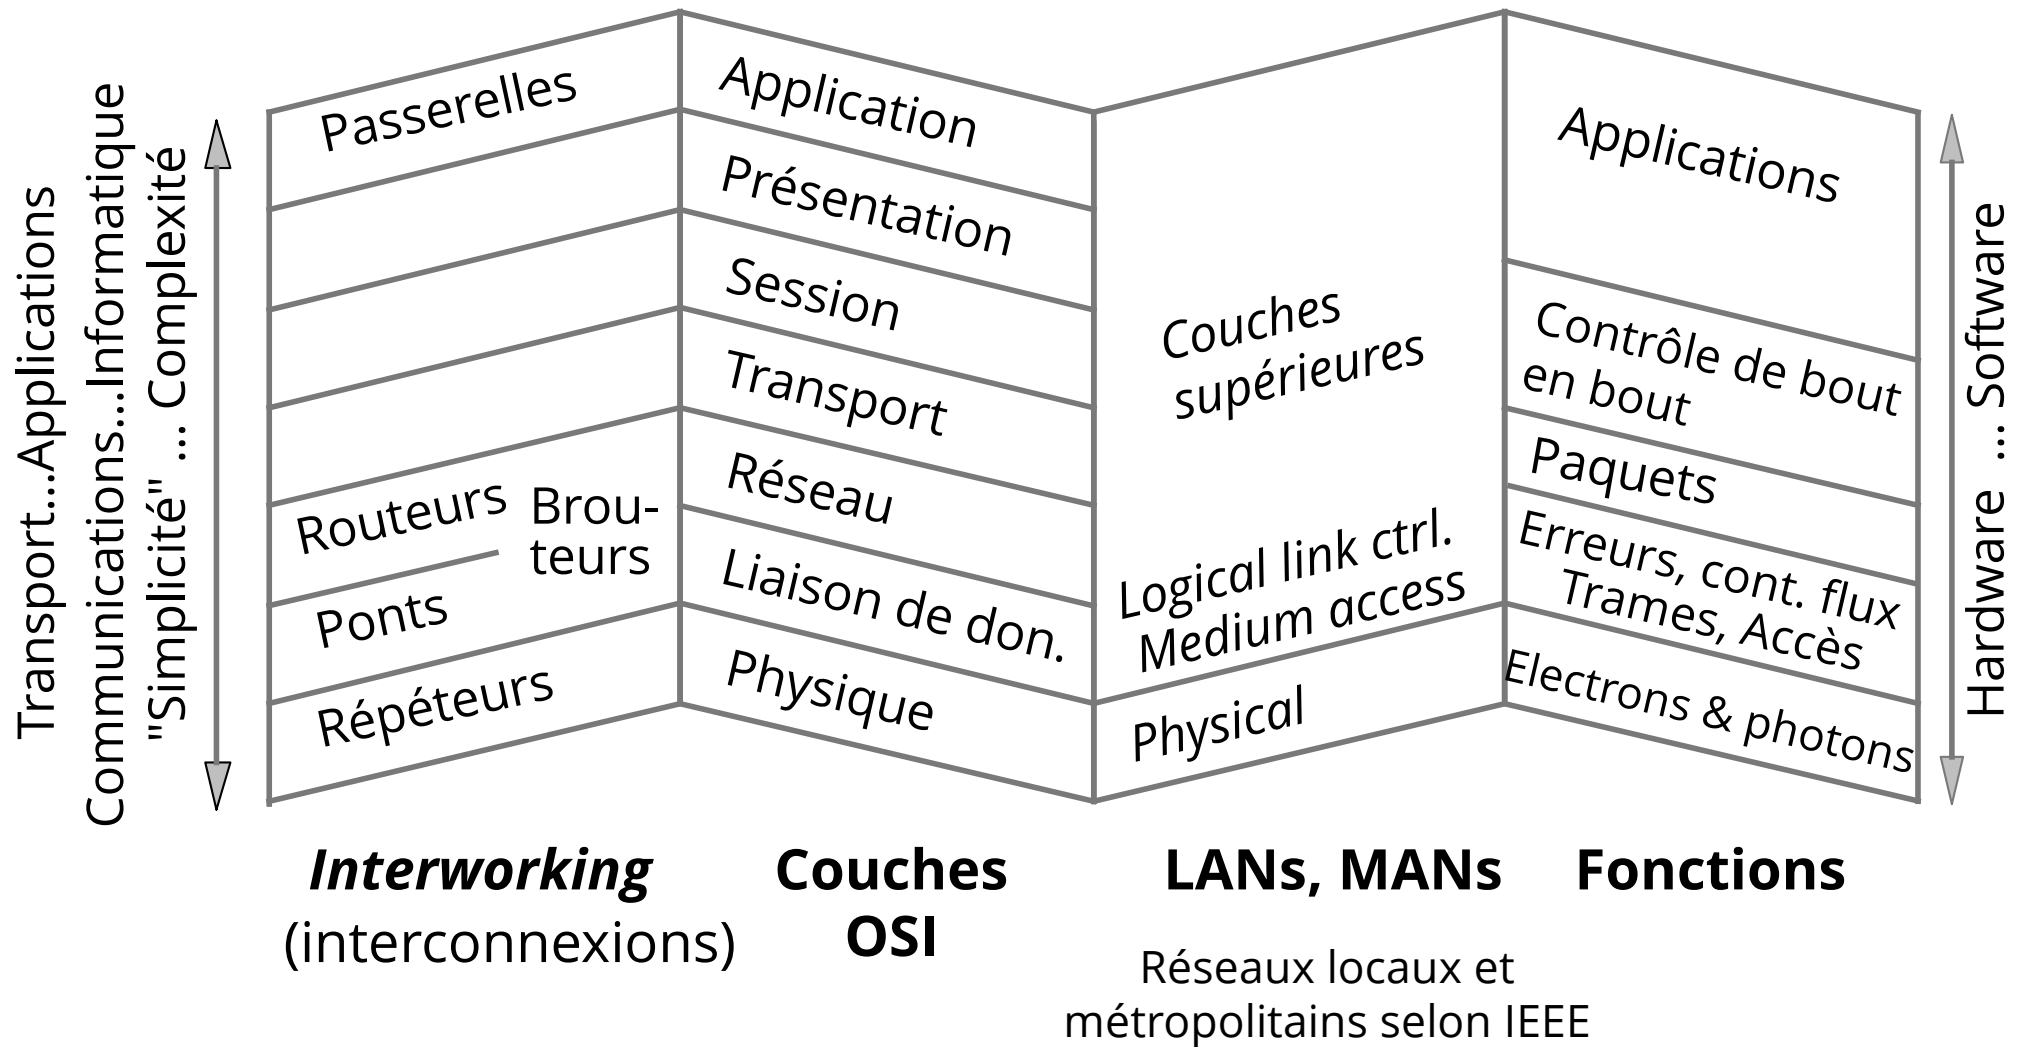 Transport...Applications
Communications...Informatique
"Simplicité" ... Complexité
Passerelles
Routeurs
Brou-
teurs
Ponts
Répéteurs
Application
Présentation
Session
Transport
Réseau
Liaison de don.
Physique
Couches
supérieures
Logical link ctrl.
Medium access
Physical
Applications
Contrôle de bout
en bout
Paquets
Erreurs, cont. flux
Trames, Accès
Electrons & photons
Hardware ... Software
Interworking
(interconnexions)
Couches
OSI
LANs, MANs
Réseaux locaux et
métropolitains selon IEEE
Fonctions